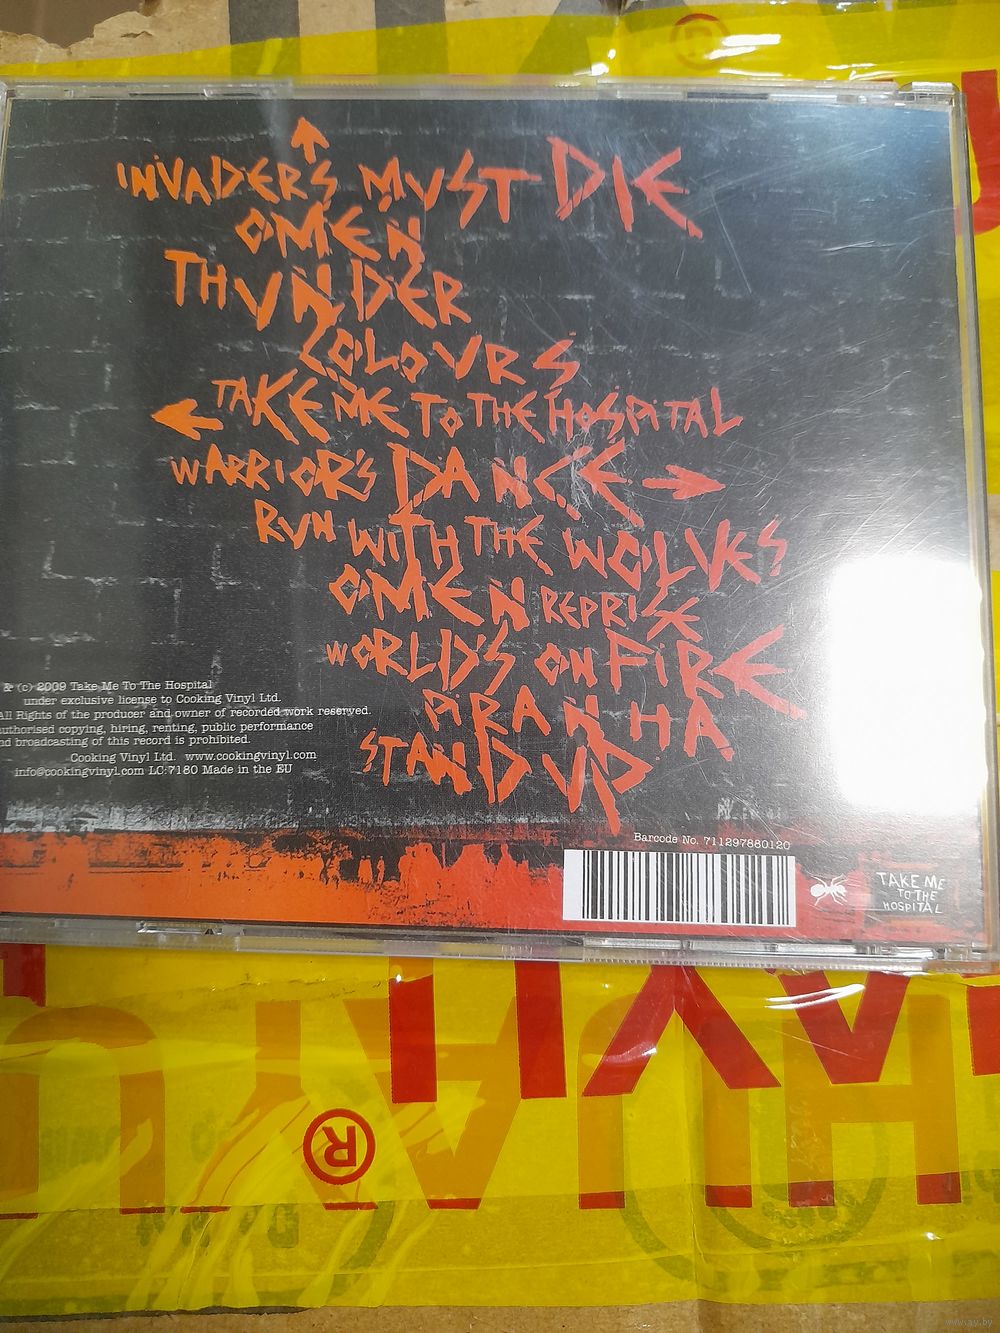 INVADERS MUST DIE
OMEN
THUNDER
COLOURS
TAKE ME TO THE HOSPITAL
WARRIOR'S DANCE
RUN WITH THE WOLVES
OMEN REPRISE
WORLD'S ON FIRE
PIRANHA
STAND UP
& (c) 2009 Take Me To The Hospital
under exclusive license to Cooking Vinyl Ltd.
All Rights of the producer and owner of recorded work reserved.
authorised copying, hiring, renting, public performance
nd broadcasting of this record is prohibited.
Cooking Vinyl Ltd. www.cookingvinyl.com
info@cookingvinyl.com LC:7180 Made in the EU
Barcode No. 711297880120
TAKE ME
TO THE
HOSPITAL
®
www.ay.by